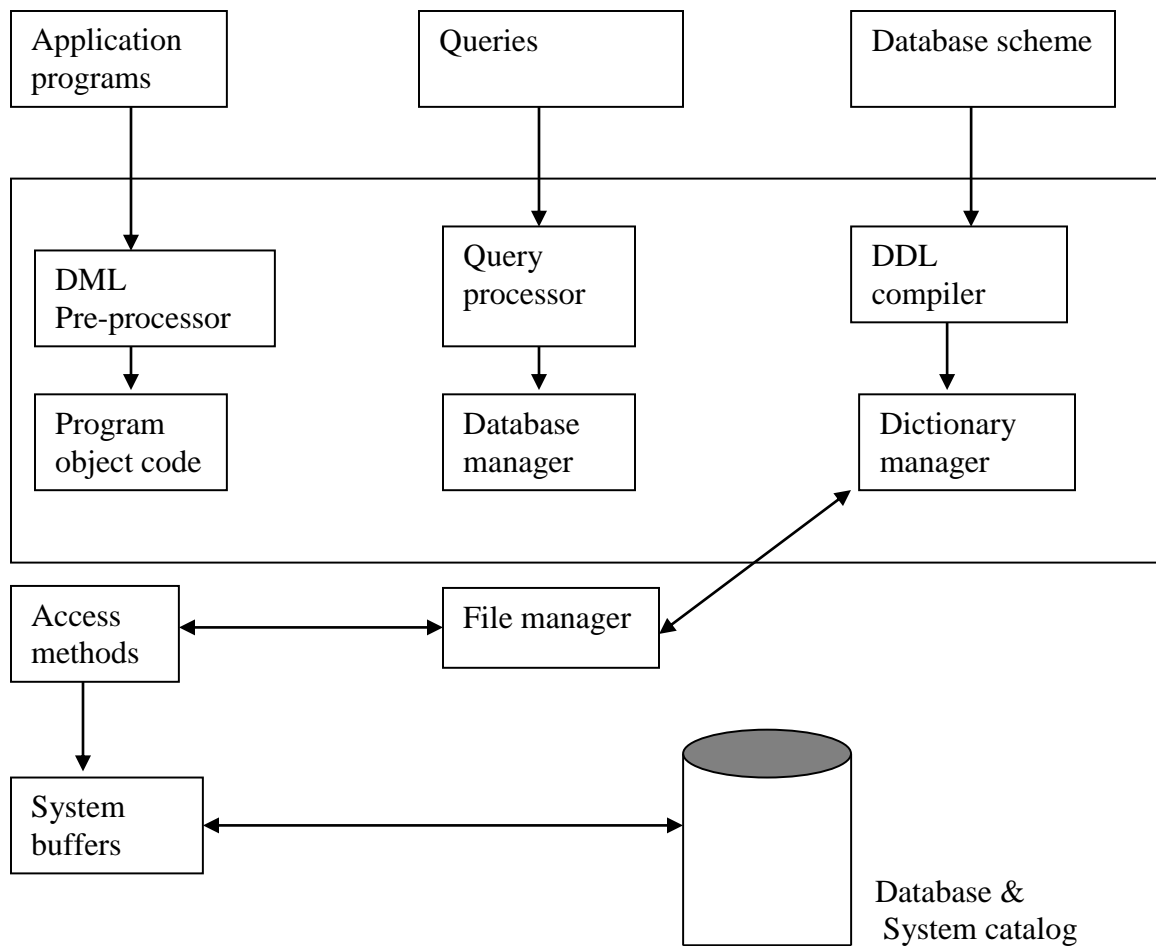 Application
programs
Queries
Database scheme
DML
Pre-processor
Query
processor
DDL
compiler
Program
object code
Database
manager
Dictionary
manager
Access
methods
File manager
System
buffers
Database &
System catalog